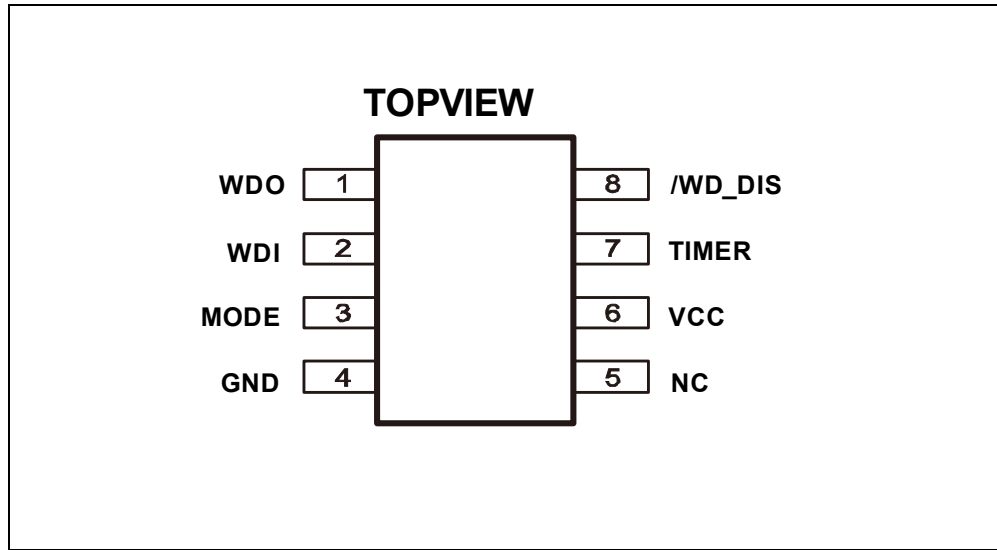 TOPVIEW
WDO 1 8 /WD_DIS
WDI 2 7 TIMER
MODE 3 6 VCC
GND 4 5 NC